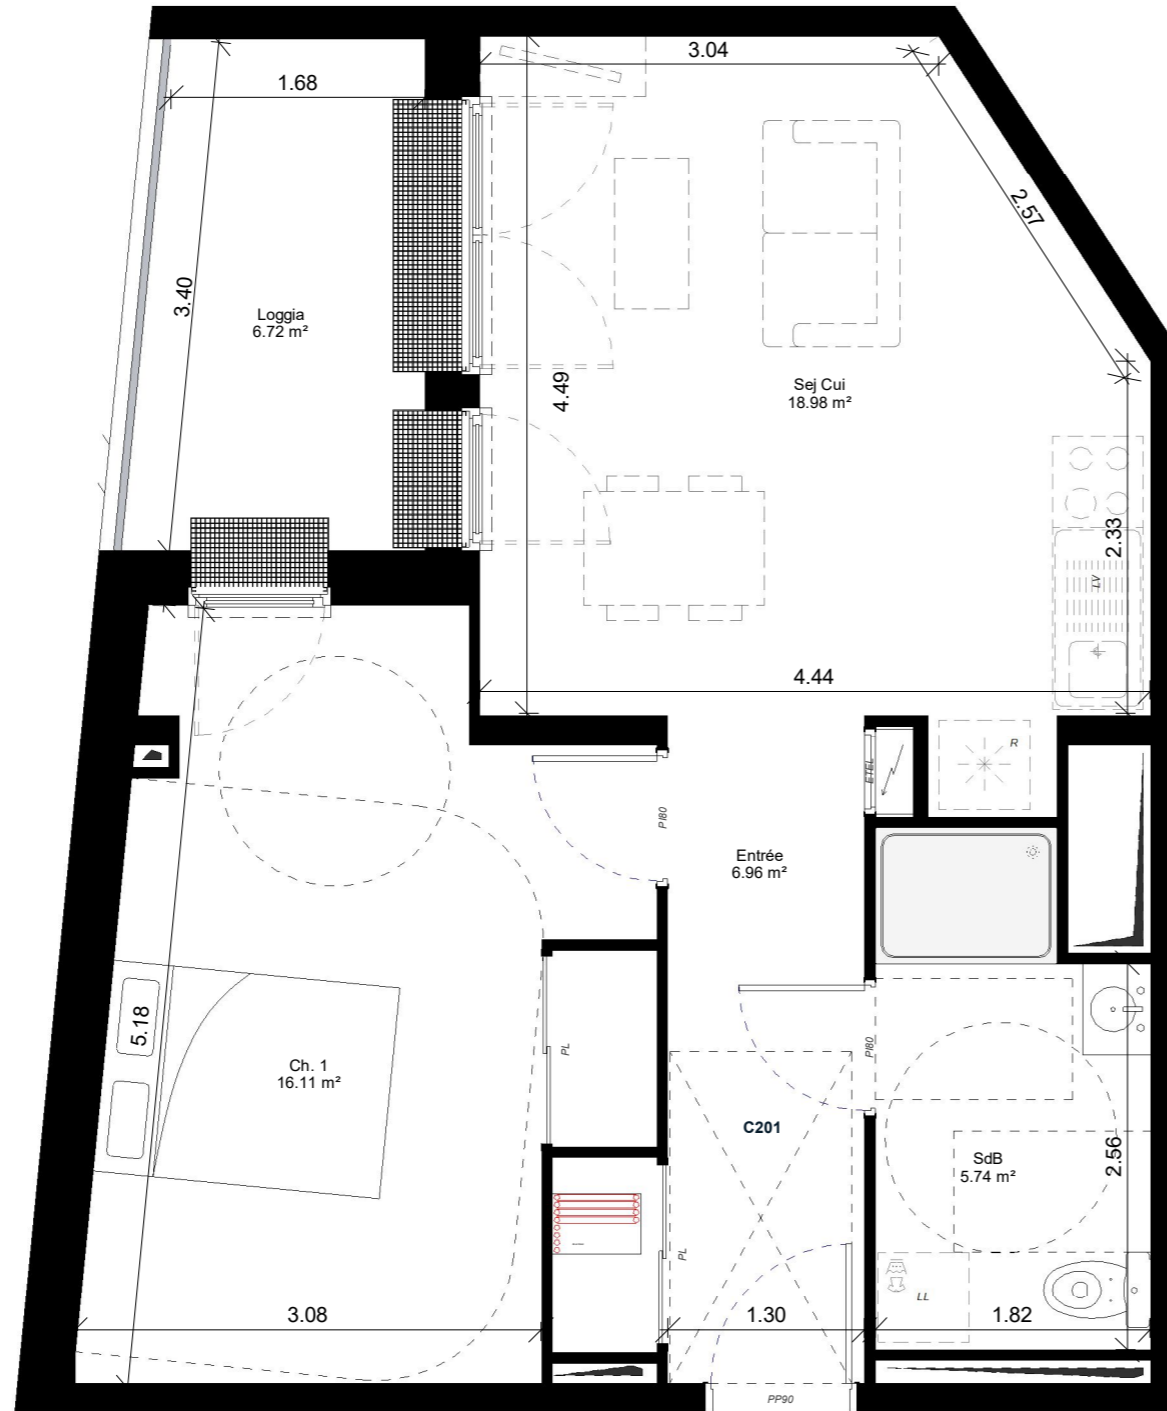 3.04
1.68
2.57
3.40
Loggia
6.72 m²
4.49
Sej Cui
18.98 m²
2.33
LV
4.44
R
ETEL
PI80
Entrée
6.96 m²
5.18
PI80
PL
Ch. 1
16.11 m²
C201
SdB
5.74 m²
2.56
PL
LL
3.08
1.30
1.82
PP90